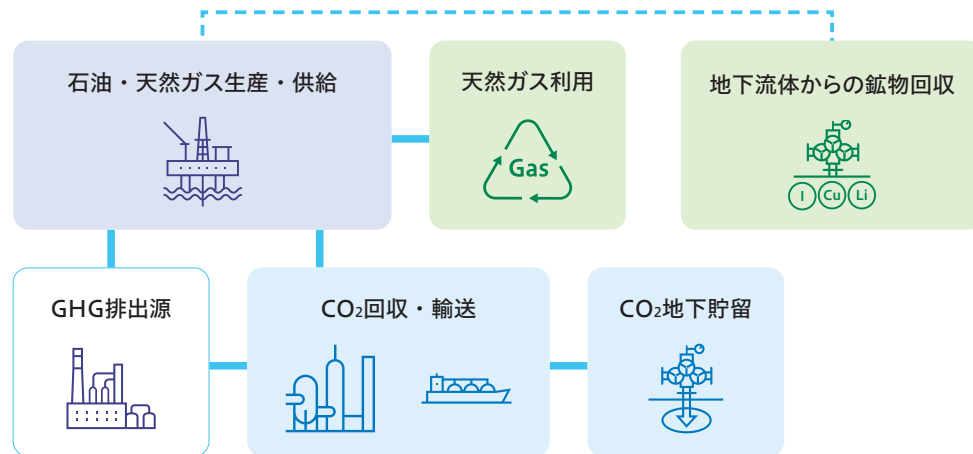 石油・天然ガス生産・供給
天然ガス利用
地下流体からの鉱物回収
Gas
I
Cu
Li
GHG排出源
CO₂回収・輸送
CO₂地下貯留